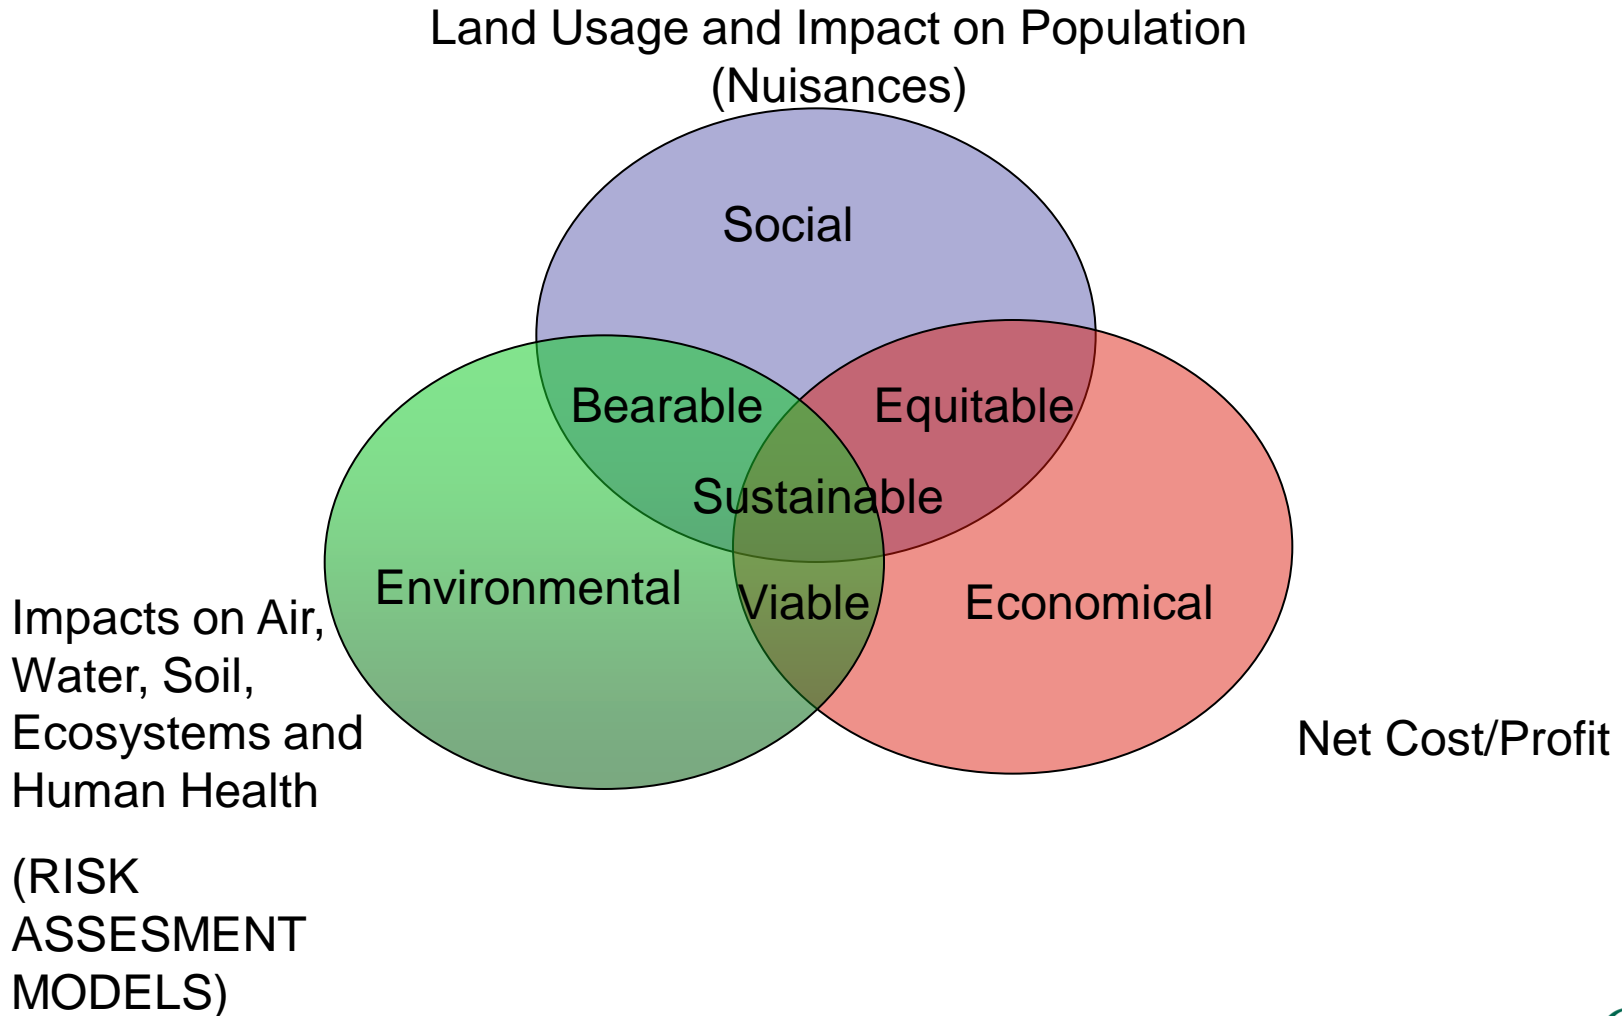 Land Usage and Impact on Population
(Nuisances)
Social
Bearable
Equitable
Sustainable
Environmental
Viable
Economical
Impacts on Air,
Water, Soil,
Ecosystems and
Human Health
(RISK
ASSESMENT
MODELS)
Net Cost/Profit